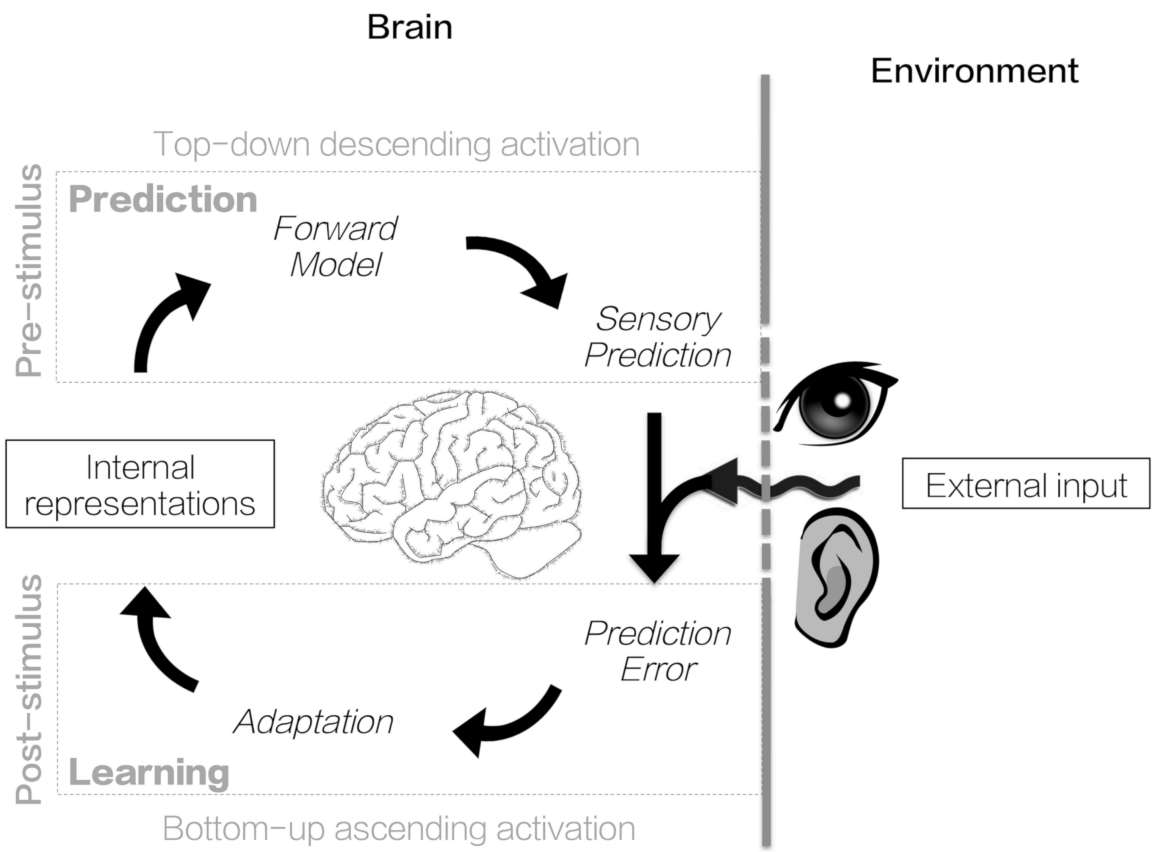 Brain
Environment
Top-down descending activation
Pre-stimulus
Prediction
Forward
Model
Sensory
Prediction
Internal
representations
External input
Post-stimulus
Prediction
Error
Adaptation
Learning
Bottom-up ascending activation